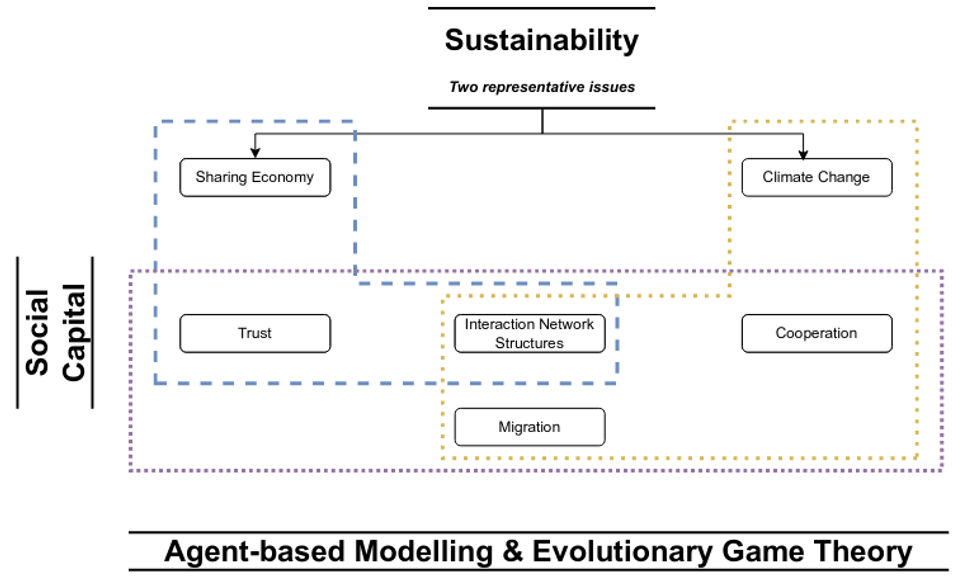 Sustainability
Two representative issues
Sharing Economy
Climate Change
Social
Capital
Trust
Interaction Network
Structures
Cooperation
Migration
Agent-based Modelling & Evolutionary Game Theory